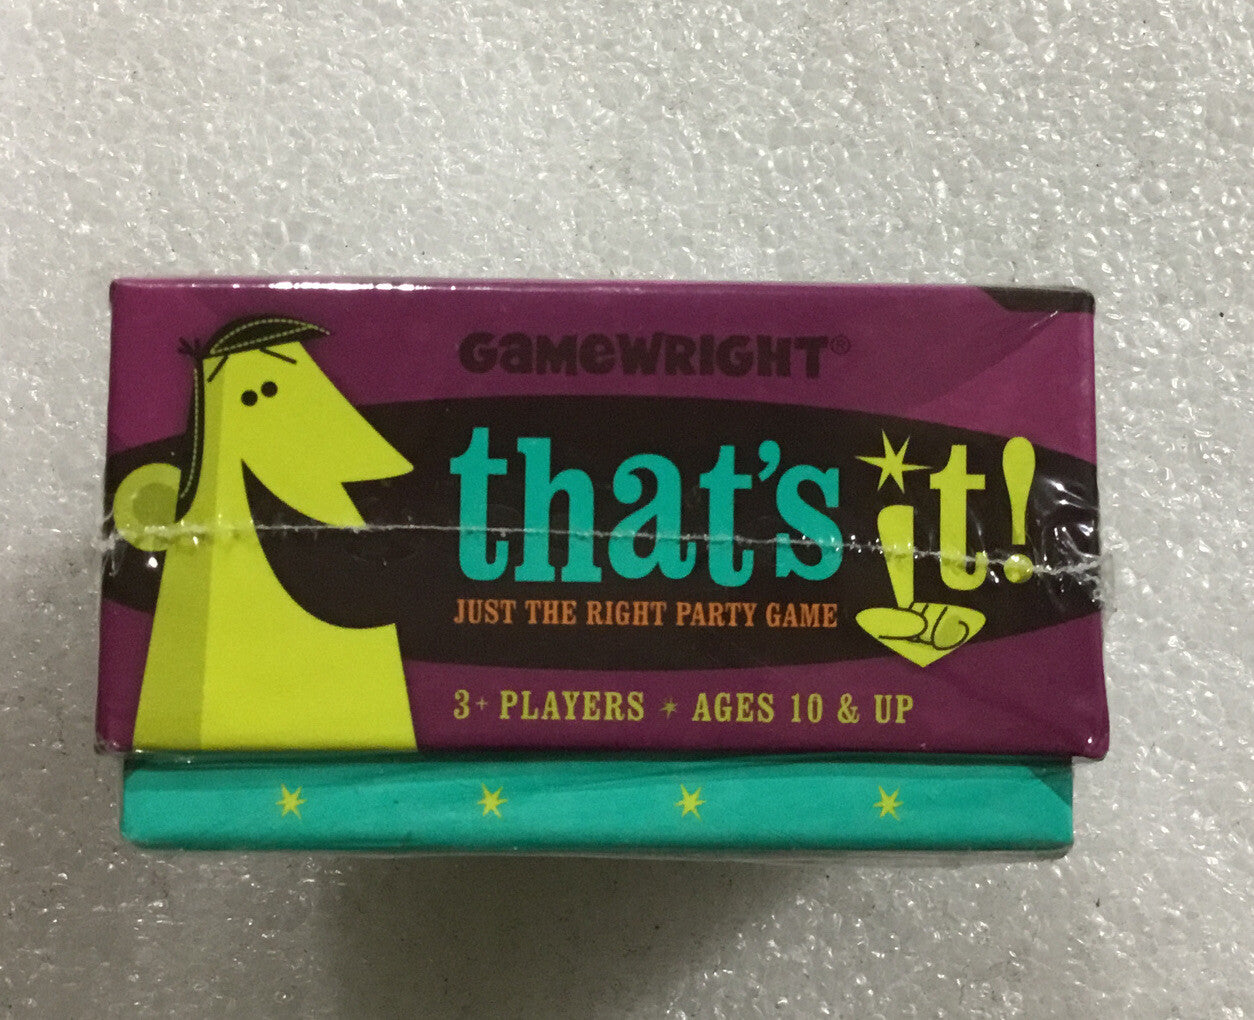 GAMEWRIGHT®
that's it!
JUST THE RIGHT PARTY GAME
3+ PLAYERS * AGES 10 & UP